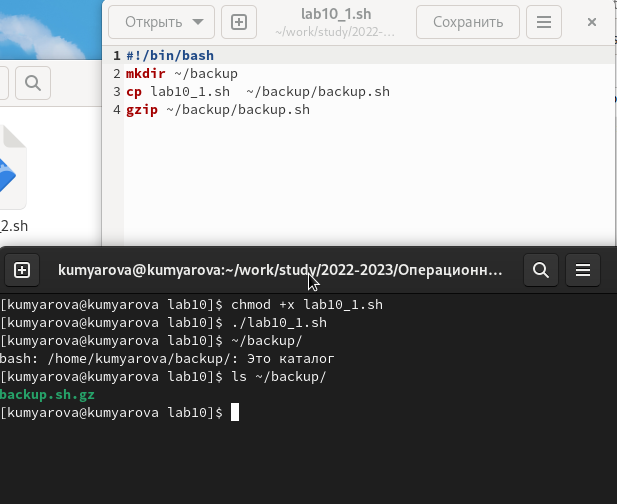 Открыть
lab10_1.sh
~/work/study/2022-...
Сохранить
1 #!/bin/bash
2 mkdir ~/backup
3 cp lab10_1.sh  ~/backup/backup.sh
4 gzip ~/backup/backup.sh
_2.sh
kumyarova@kumyarova:~/work/study/2022-2023/Операционн...
[kumyarova@kumyarova lab10]$ chmod +x lab10_1.sh
[kumyarova@kumyarova lab10]$ ./lab10_1.sh
[kumyarova@kumyarova lab10]$ ~/backup/
bash: /home/kumyarova/backup/: Это каталог
[kumyarova@kumyarova lab10]$ ls ~/backup/
backup.sh.gz
[kumyarova@kumyarova lab10]$